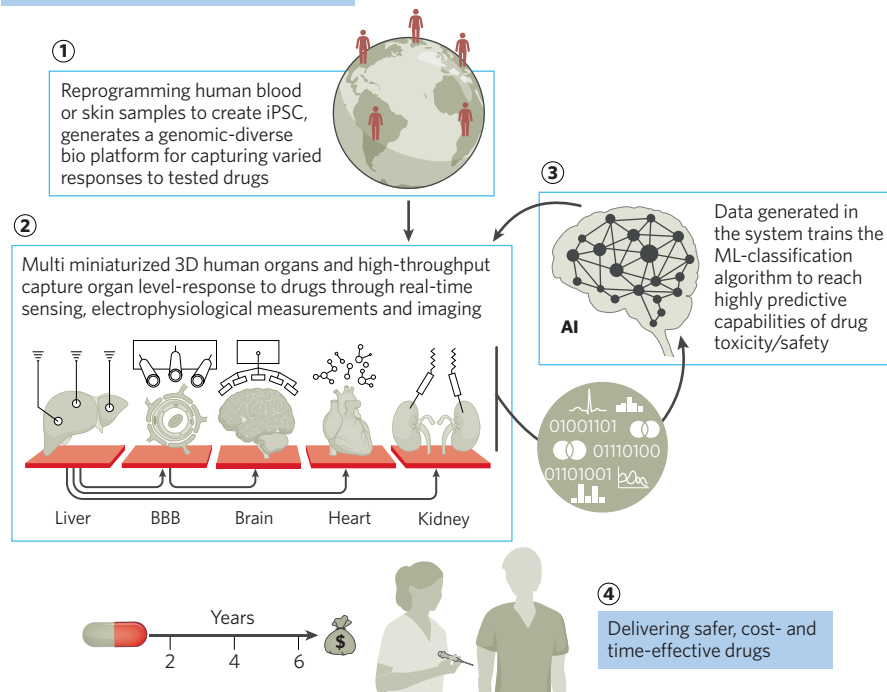 1
Reprogramming human blood
or skin samples to create iPSC,
generates a genomic-diverse
bio platform for capturing varied
responses to tested drugs
2
Multi miniaturized 3D human organs and high-throughput
capture organ level-response to drugs through real-time
sensing, electrophysiological measurements and imaging
Liver BBB Brain Heart Kidney
3
Data generated in
the system trains the
ML-classification
algorithm to reach
highly predictive
capabilities of drug
toxicity/safety
AI
01001101
01110100
01101001
Years
2 4 6
$
4
Delivering safer, cost- and
time-effective drugs